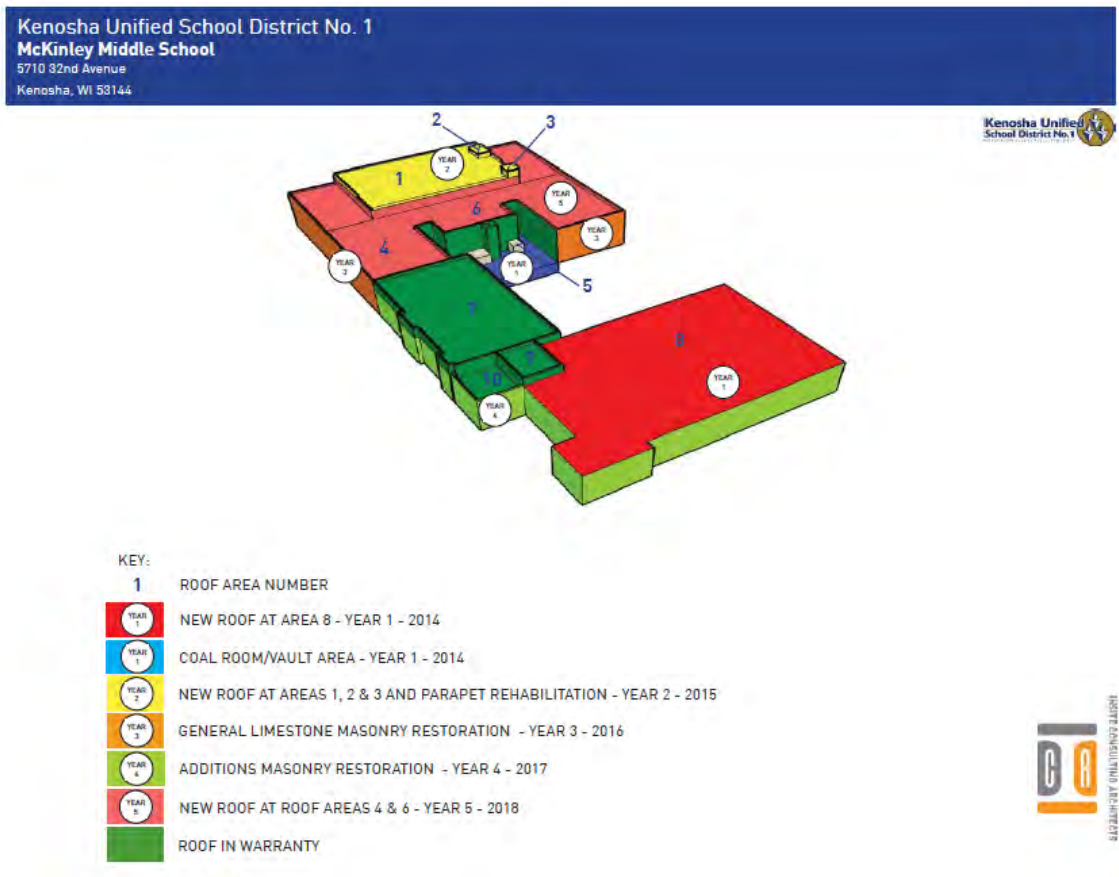 Kenosha Unified School District No. 1
McKinley Middle School
5710 32nd Avenue
Kenosha, WI 53144
Kenosha Unified
School District No.1
2
3
YEAR
2
1
YEAR
5
6
YEAR
3
4
YEAR
3
YEAR
1
5
8
YEAR
1
10
YEAR
4
KEY:
1 ROOF AREA NUMBER
YEAR
1
NEW ROOF AT AREA 8 - YEAR 1 - 2014
YEAR
1
COAL ROOM/VAULT AREA - YEAR 1 - 2014
YEAR
2
NEW ROOF AT AREAS 1, 2 & 3 AND PARAPET REHABILITATION - YEAR 2 - 2015
YEAR
3
GENERAL LIMESTONE MASONRY RESTORATION - YEAR 3 - 2016
YEAR
4
ADDITIONS MASONRY RESTORATION - YEAR 4 - 2017
YEAR
5
NEW ROOF AT ROOF AREAS 4 & 6 - YEAR 5 - 2018
ROOF IN WARRANTY
INSITE CONSULTING ARCHITECTS